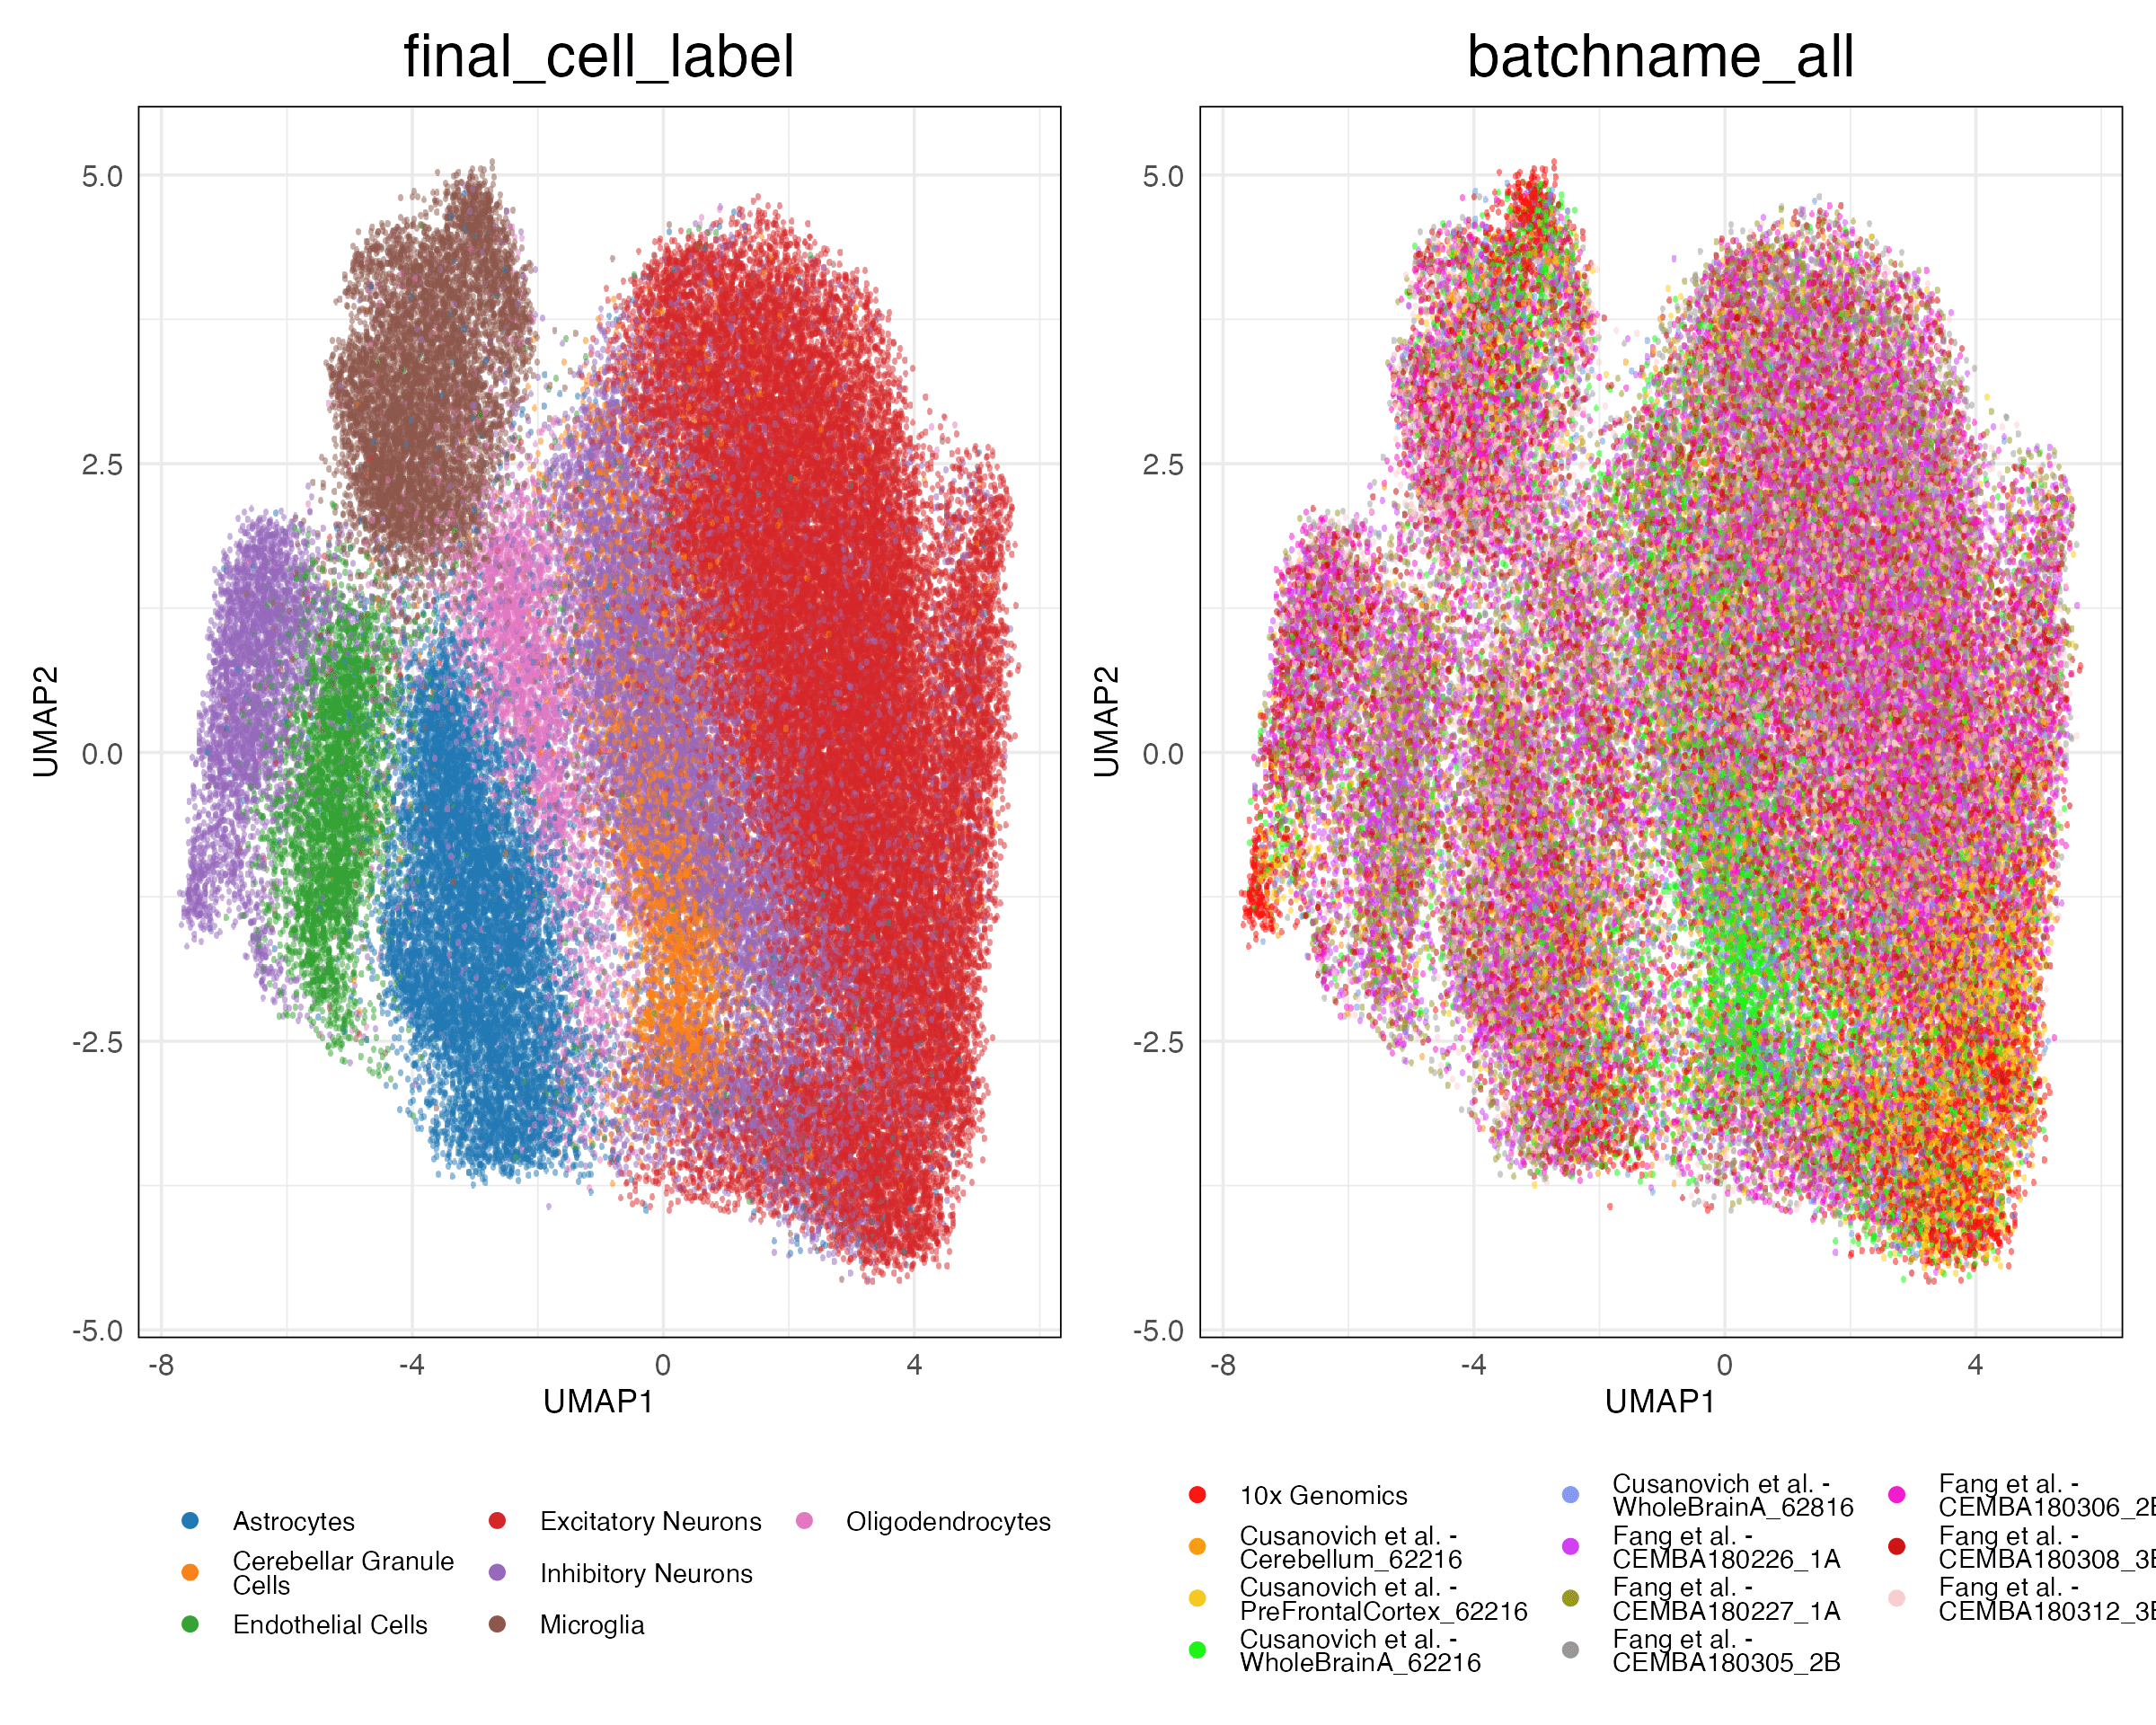 final_cell_label
batchname_all
UMAP2
5.0
2.5
0.0
-2.5
-5.0
-8
-4
0
4
UMAP1
UMAP2
5.0
2.5
0.0
-2.5
-5.0
-8
-4
0
4
UMAP1
Astrocytes
Cerebellar Granule
Cells
Endothelial Cells
Excitatory Neurons
Inhibitory Neurons
Microglia
Oligodendrocytes
10x Genomics
Cusanovich et al. -
Cerebellum_62216
Cusanovich et al. -
PreFrontalCortex_62216
Cusanovich et al. -
WholeBrainA_62216
Cusanovich et al. -
WholeBrainA_62816
Fang et al. -
CEMBA180226_1A
Fang et al. -
CEMBA180227_1A
Fang et al. -
CEMBA180305_2B
Fang et al. -
CEMBA180306_2
Fang et al. -
CEMBA180308_3
Fang et al. -
CEMBA180312_3